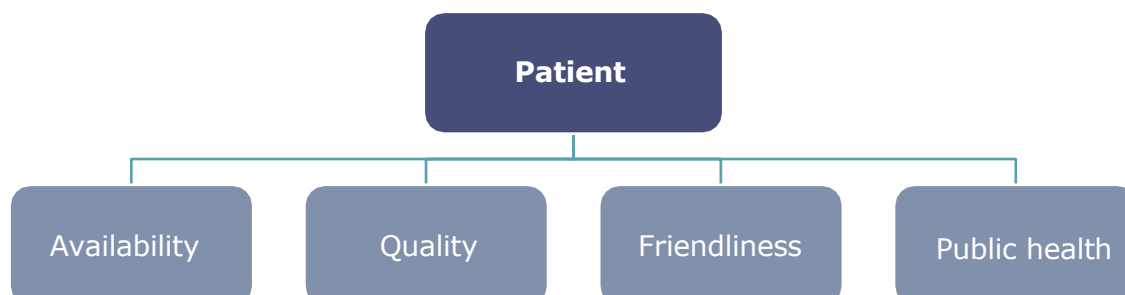 Patient
Availability
Quality
Friendliness
Public health